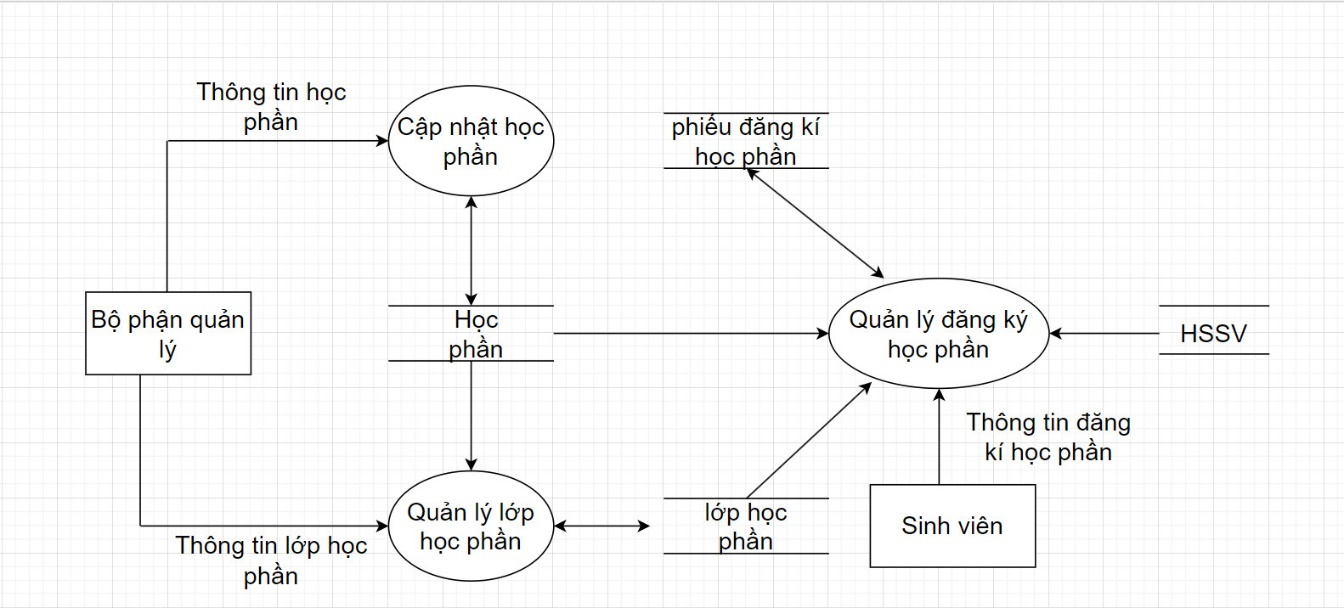 Thông tin học
phần
Cập nhật học
phần
phiếu đăng kí
học phần
Bộ phận quản
lý
Học
phần
Quản lý đăng ký
học phần
HSSV
Thông tin đăng
kí học phần
Quản lý lớp
học phần
lớp học
phần
Sinh viên
Thông tin lớp học
phần